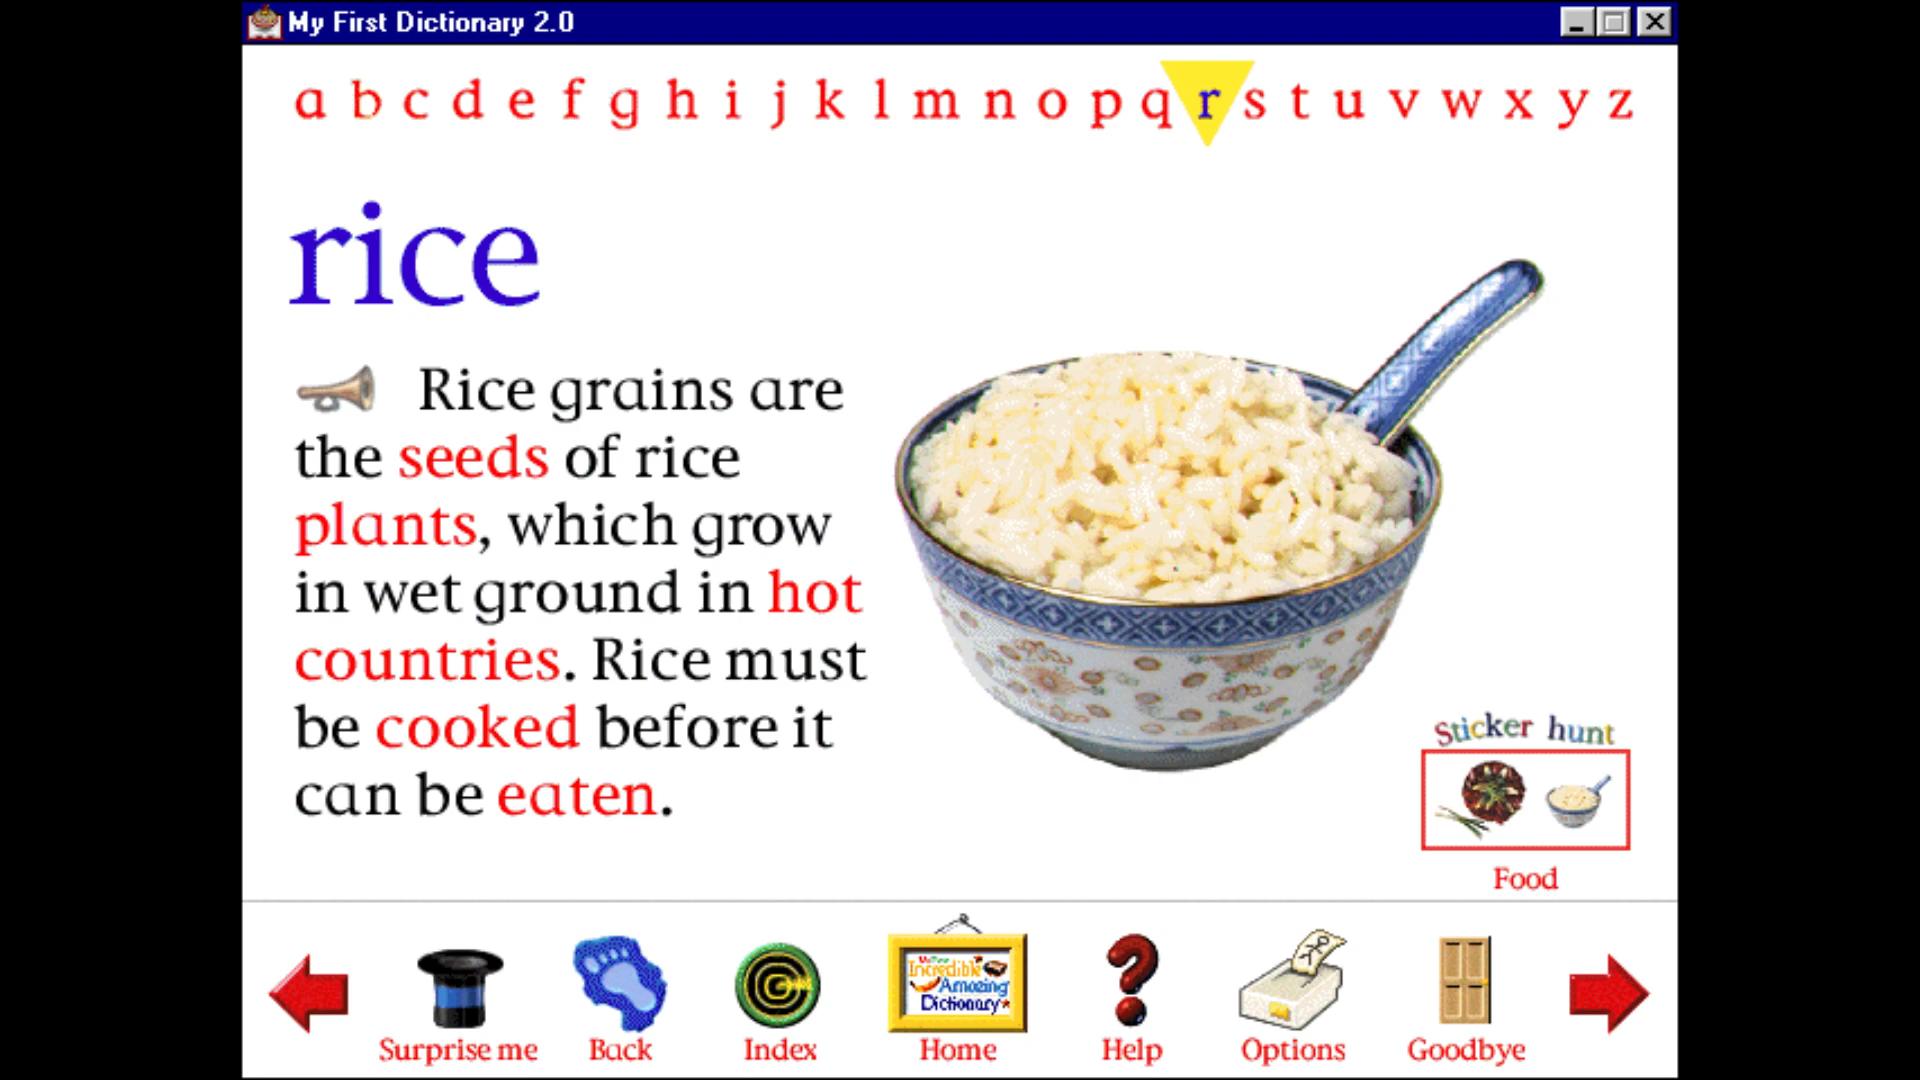 My First Dictionary 2.0
a b c d e f g h i j k l m n o p q r s t u v w x y z
rice
Rice grains are
the seeds of rice
plants, which grow
in wet ground in hot
countries. Rice must
be cooked before it
can be eaten.
Sticker hunt
Food
My First
Incredible
Amazing
Dictionary
Surprise me
Back
Index
Home
Help
Options
Goodbye